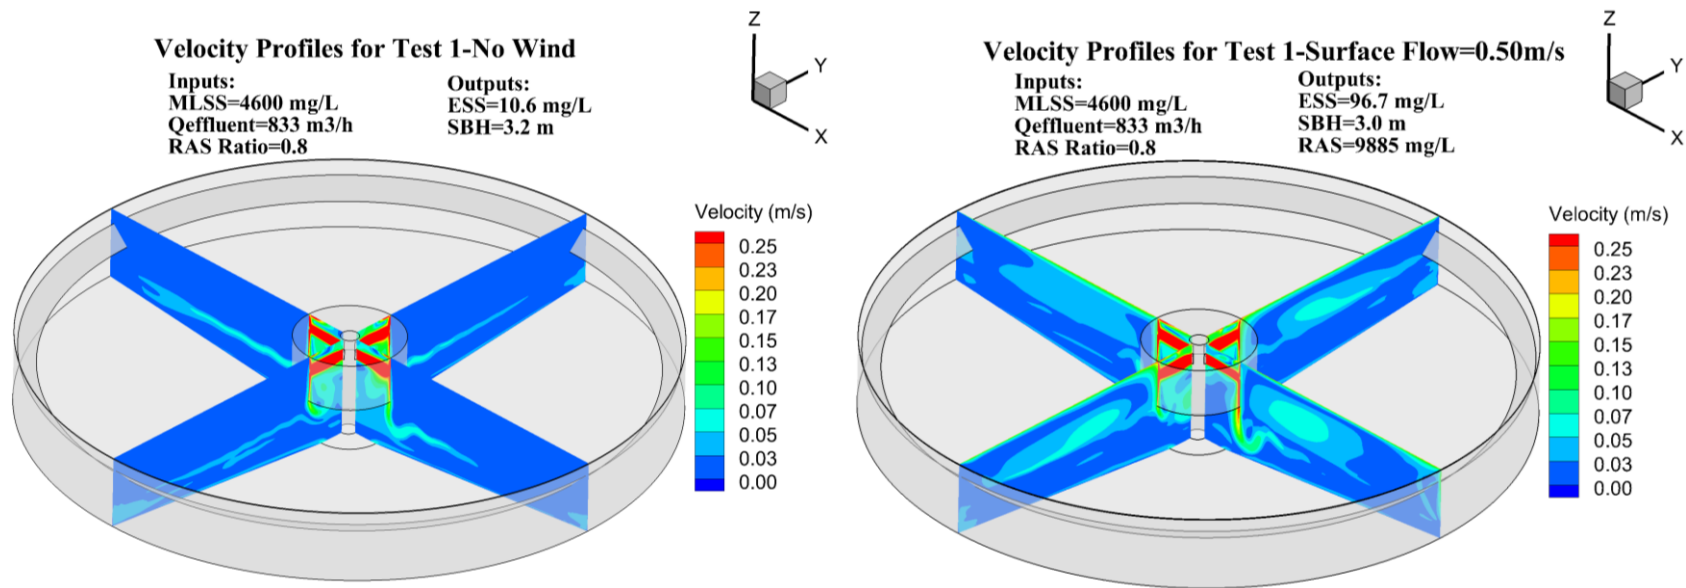 Velocity Profiles for Test 1-No Wind
Inputs:
MLSS=4600 mg/L
Qeffluent=833 m3/h
RAS Ratio=0.8
Outputs:
ESS=10.6 mg/L
SBH=3.2 m
Z
Y
X
Velocity (m/s)
0.25
0.23
0.20
0.17
0.15
0.13
0.10
0.07
0.05
0.03
0.00
Velocity Profiles for Test 1-Surface Flow=0.50m/s
Inputs:
MLSS=4600 mg/L
Qeffluent=833 m3/h
RAS Ratio=0.8
Outputs:
ESS=96.7 mg/L
SBH=3.0 m
RAS=9885 mg/L
Z
Y
X
Velocity (m/s)
0.25
0.23
0.20
0.17
0.15
0.13
0.10
0.07
0.05
0.03
0.00